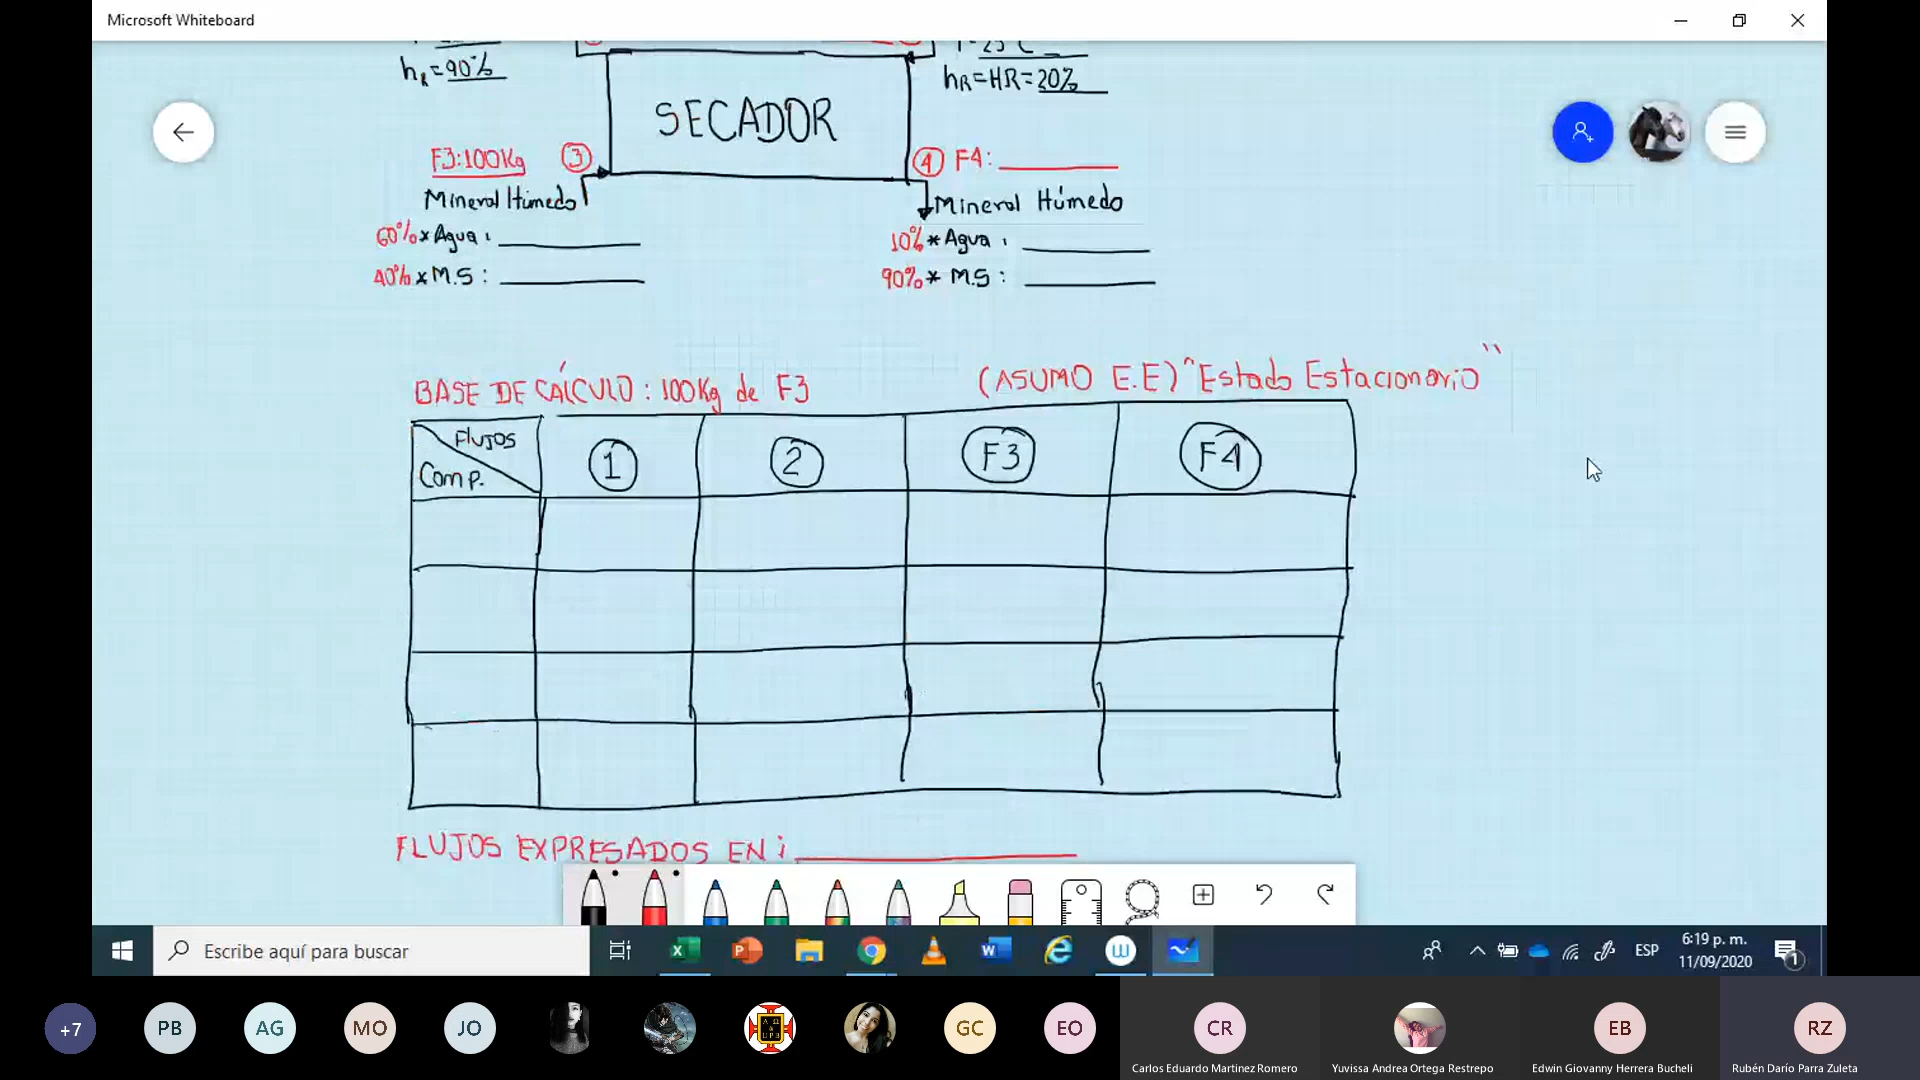 Microsoft Whiteboard
hR=90%
T=25°C
hR=HR=20%
SECADOR
F3:100Kg 3
4 F4:
Mineral Húmedo
Mineral Húmedo
60%*Agua:
10%*Agua:
40%*M.S:
90%* M.S:
BASE DE CÁLCULO: 100Kg de F3
(ASUMO E.E) "Estado Estacionario"
Flujos
Comp.
1
2
F3
F4
FLUJOS EXPRESADOS EN:
Escribe aquí para buscar
ESP
6:19 p. m.
11/09/2020
1
+7
PB
AG
MO
JO
GC
EO
CR
EB
RZ
Carlos Eduardo Martinez Romero
Yuvissa Andrea Ortega Restrepo
Edwin Giovanny Herrera Bucheli
Rubén Darío Parra Zuleta